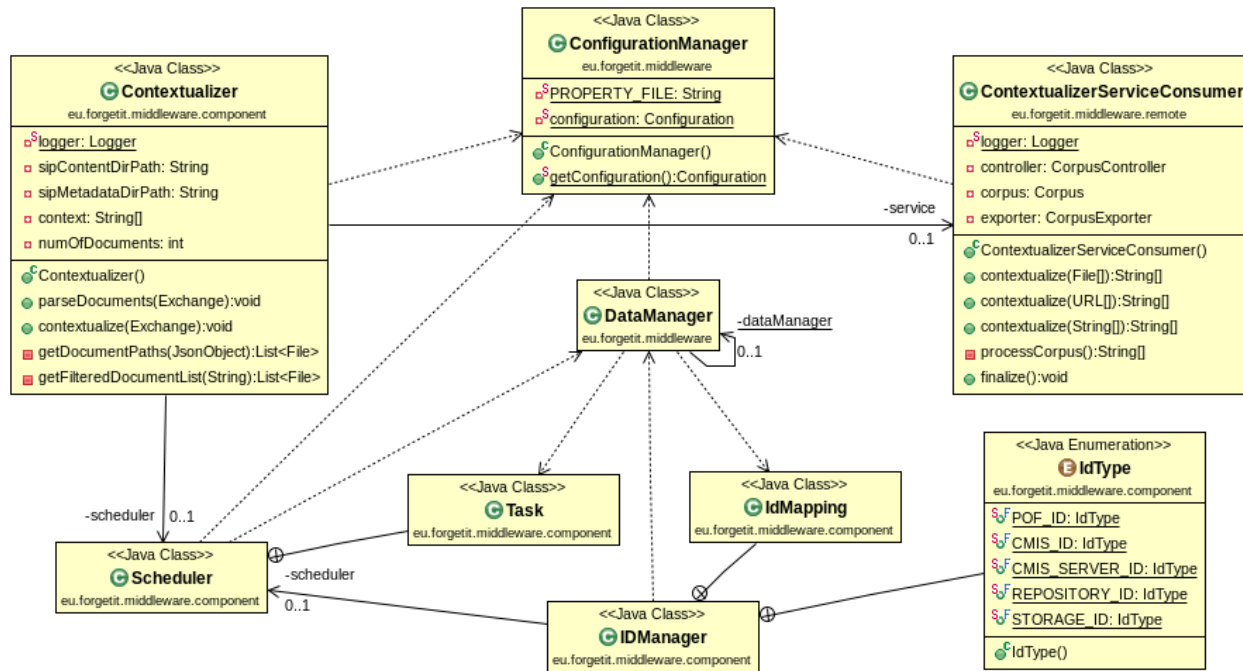 <<Java Class>>
ConfigurationManager
eu.forgetit.middleware
PROPERTY_FILE: String
configuration: Configuration
ConfigurationManager()
getConfiguration():Configuration
<<Java Class>>
Contextualizer
eu.forgetit.middleware.component
logger: Logger
sipContentDirPath: String
sipMetadataDirPath: String
context: String[]
numOfDocuments: int
Contextualizer()
parseDocuments(Exchange):void
contextualize(Exchange):void
getDocumentPaths(JsonObject):List<File>
getFilteredDocumentList(String):List<File>
<<Java Class>>
ContextualizerServiceConsumer
eu.forgetit.middleware.remote
logger: Logger
controller: CorpusController
corpus: Corpus
exporter: CorpusExporter
ContextualizerServiceConsumer()
contextualize(File[]):String[]
contextualize(URL[]):String[]
contextualize(String[]):String[]
processCorpus():String[]
finalize():void
-service
0..1
<<Java Class>>
DataManager
eu.forgetit.middleware
-dataManager
0..1
<<Java Class>>
Task
eu.forgetit.middleware.component
<<Java Class>>
IdMapping
eu.forgetit.middleware.component
<<Java Enumeration>>
IdType
eu.forgetit.middleware.component
POF_ID: IdType
CMIS_ID: IdType
CMIS_SERVER_ID: IdType
REPOSITORY_ID: IdType
STORAGE_ID: IdType
IdType()
-scheduler
0..1
<<Java Class>>
Scheduler
eu.forgetit.middleware.component
-scheduler
0..1
<<Java Class>>
IDManager
eu.forgetit.middleware.component